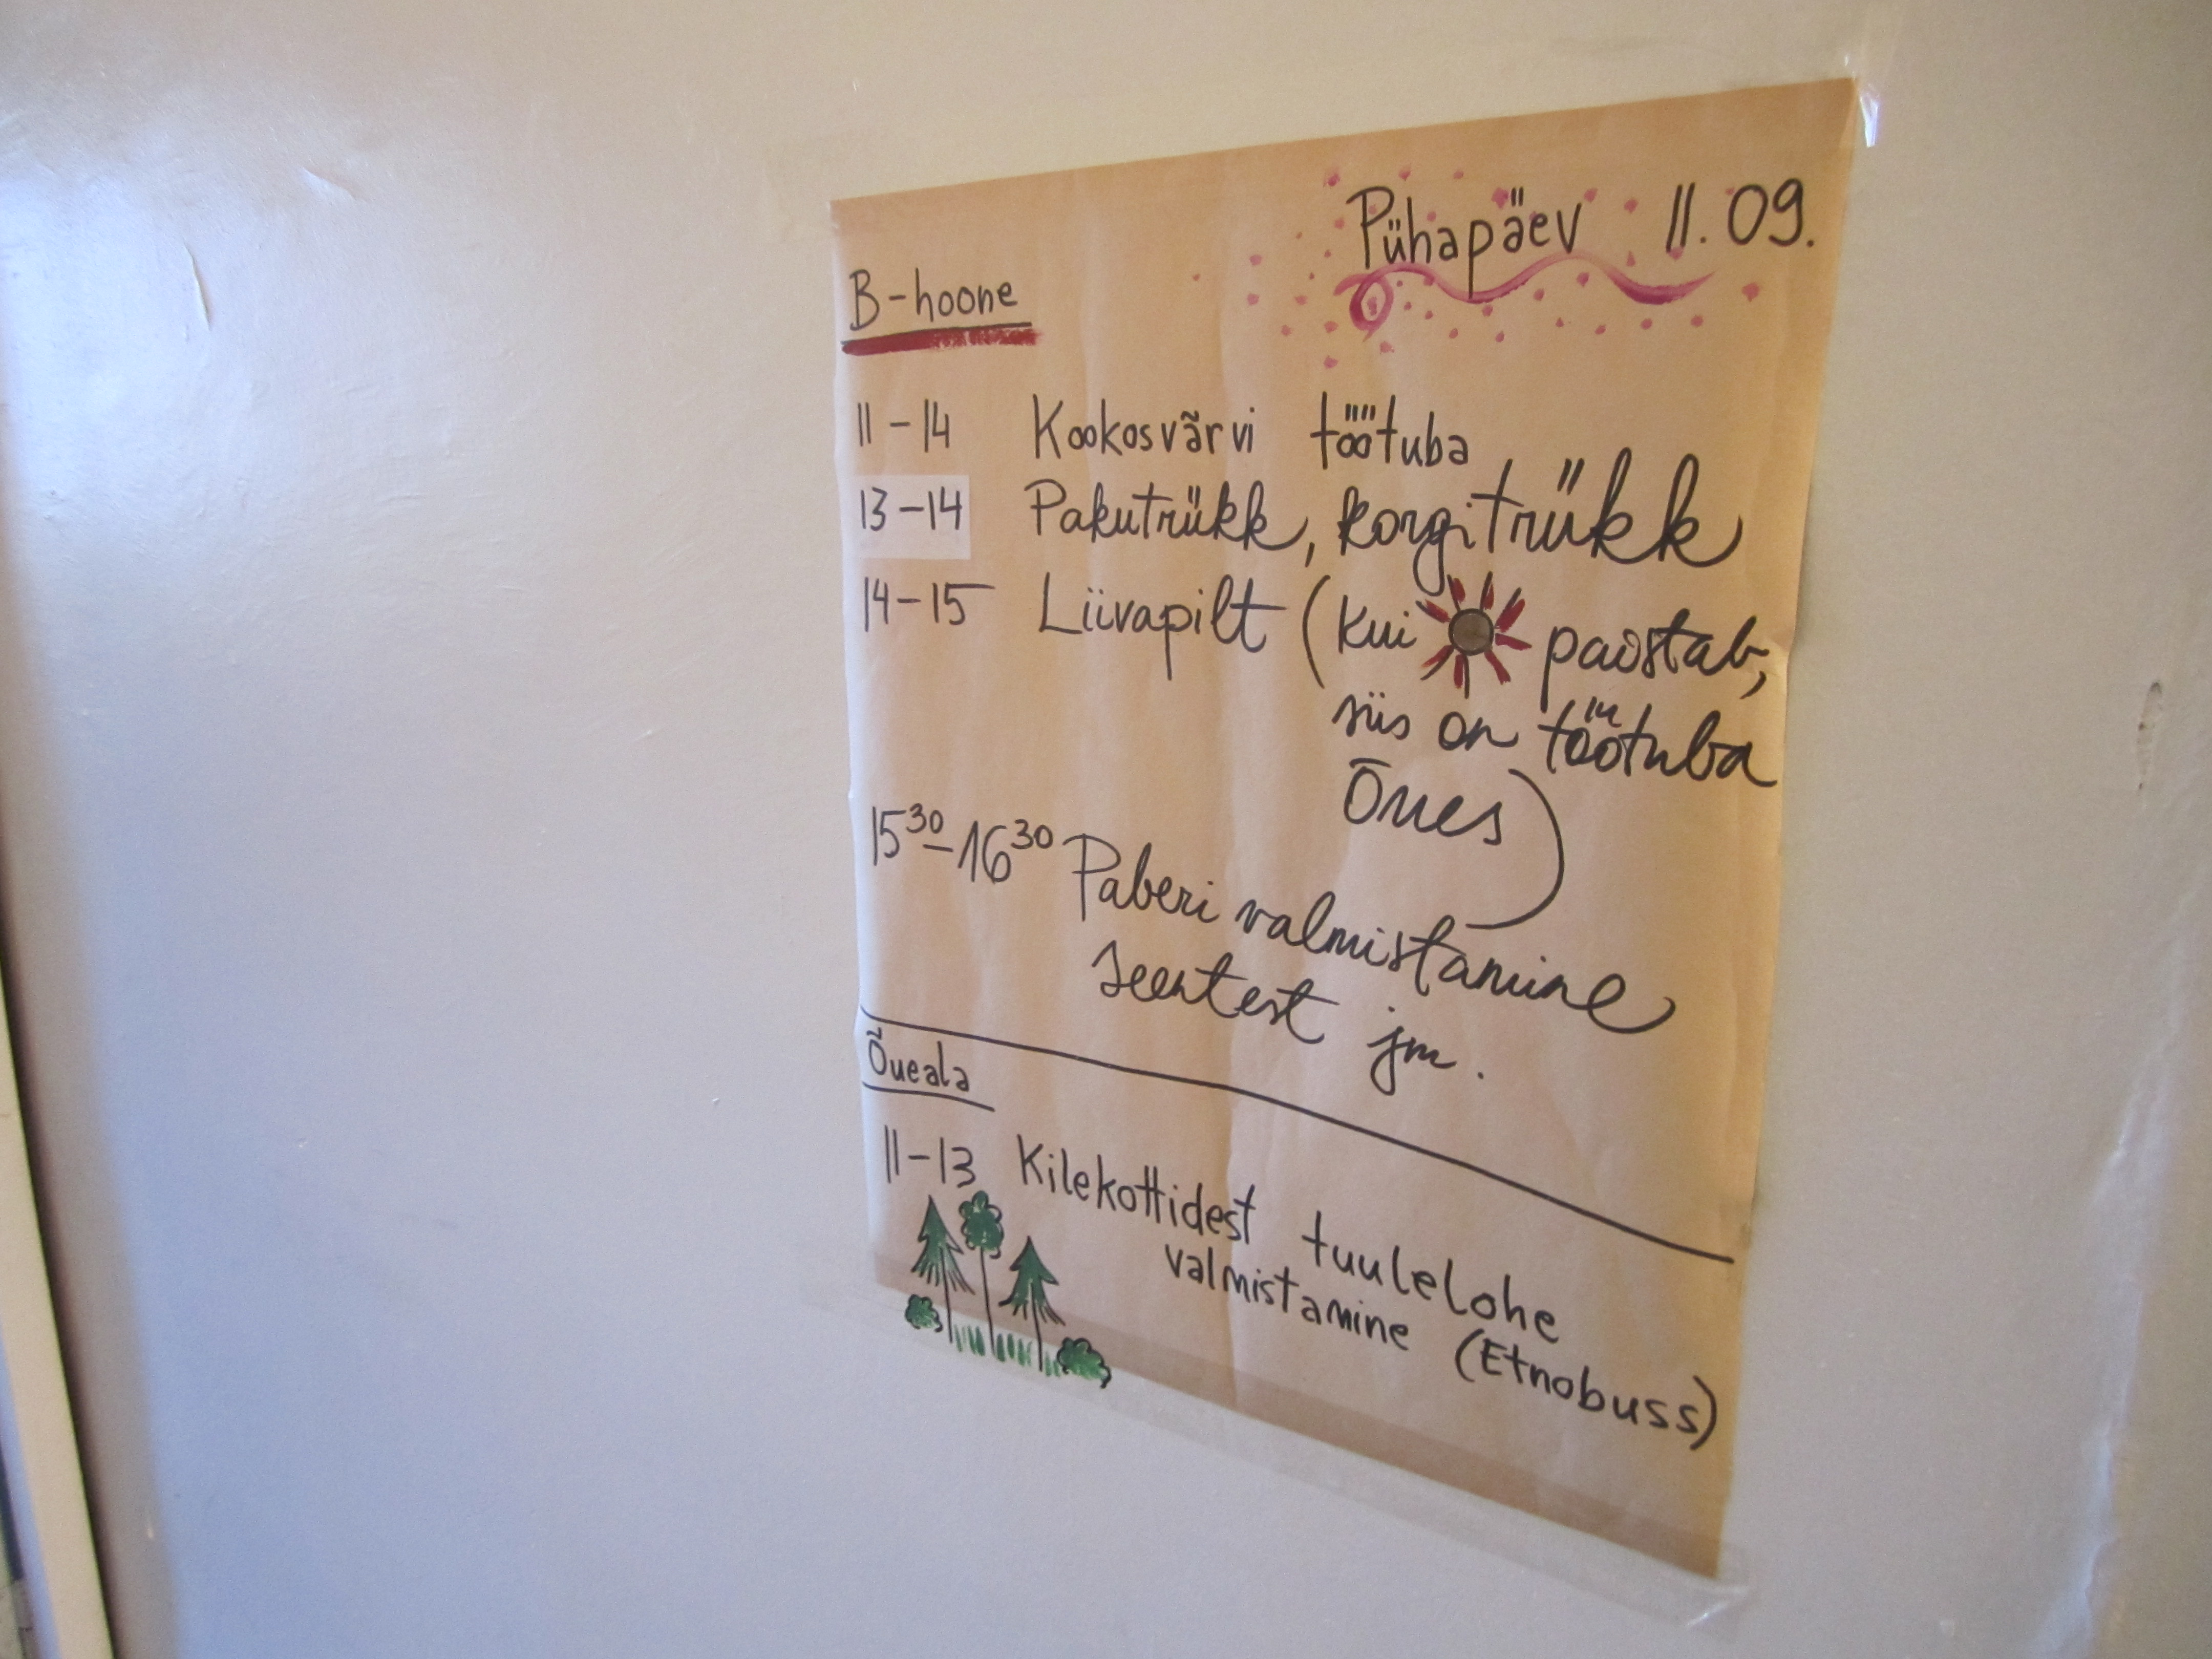 Pühapäev 11.09.
B-hoone
11-14 Kookosvärvi töötuba
13-14 Pakutrükk, korgitrükk
14-15 Liivapilt (kui paistab,
siis on töötuba
Õues)
15³⁰-16³⁰ Paberi valmistamine
seentest jm.
Õueala
11-13 Kilekottidest tuulelohe
valmistamine (Etnobuss)